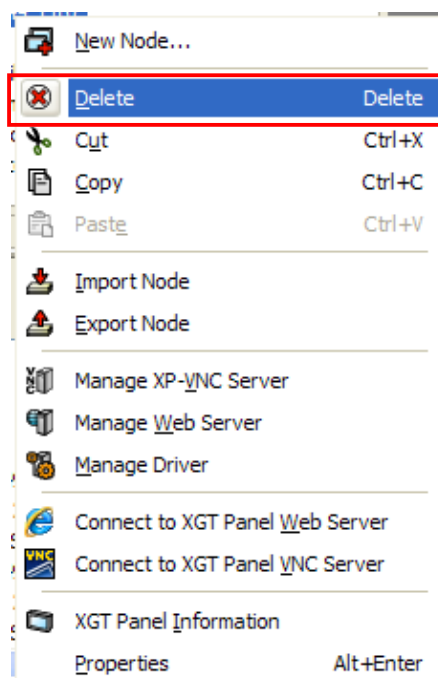 New Node...
Delete Delete
Cut Ctrl+X
Copy Ctrl+C
Paste Ctrl+V
Import Node
Export Node
Manage XP-VNC Server
Manage Web Server
Manage Driver
Connect to XGT Panel Web Server
VNC Connect to XGT Panel VNC Server
XGT Panel Information
Properties Alt+Enter